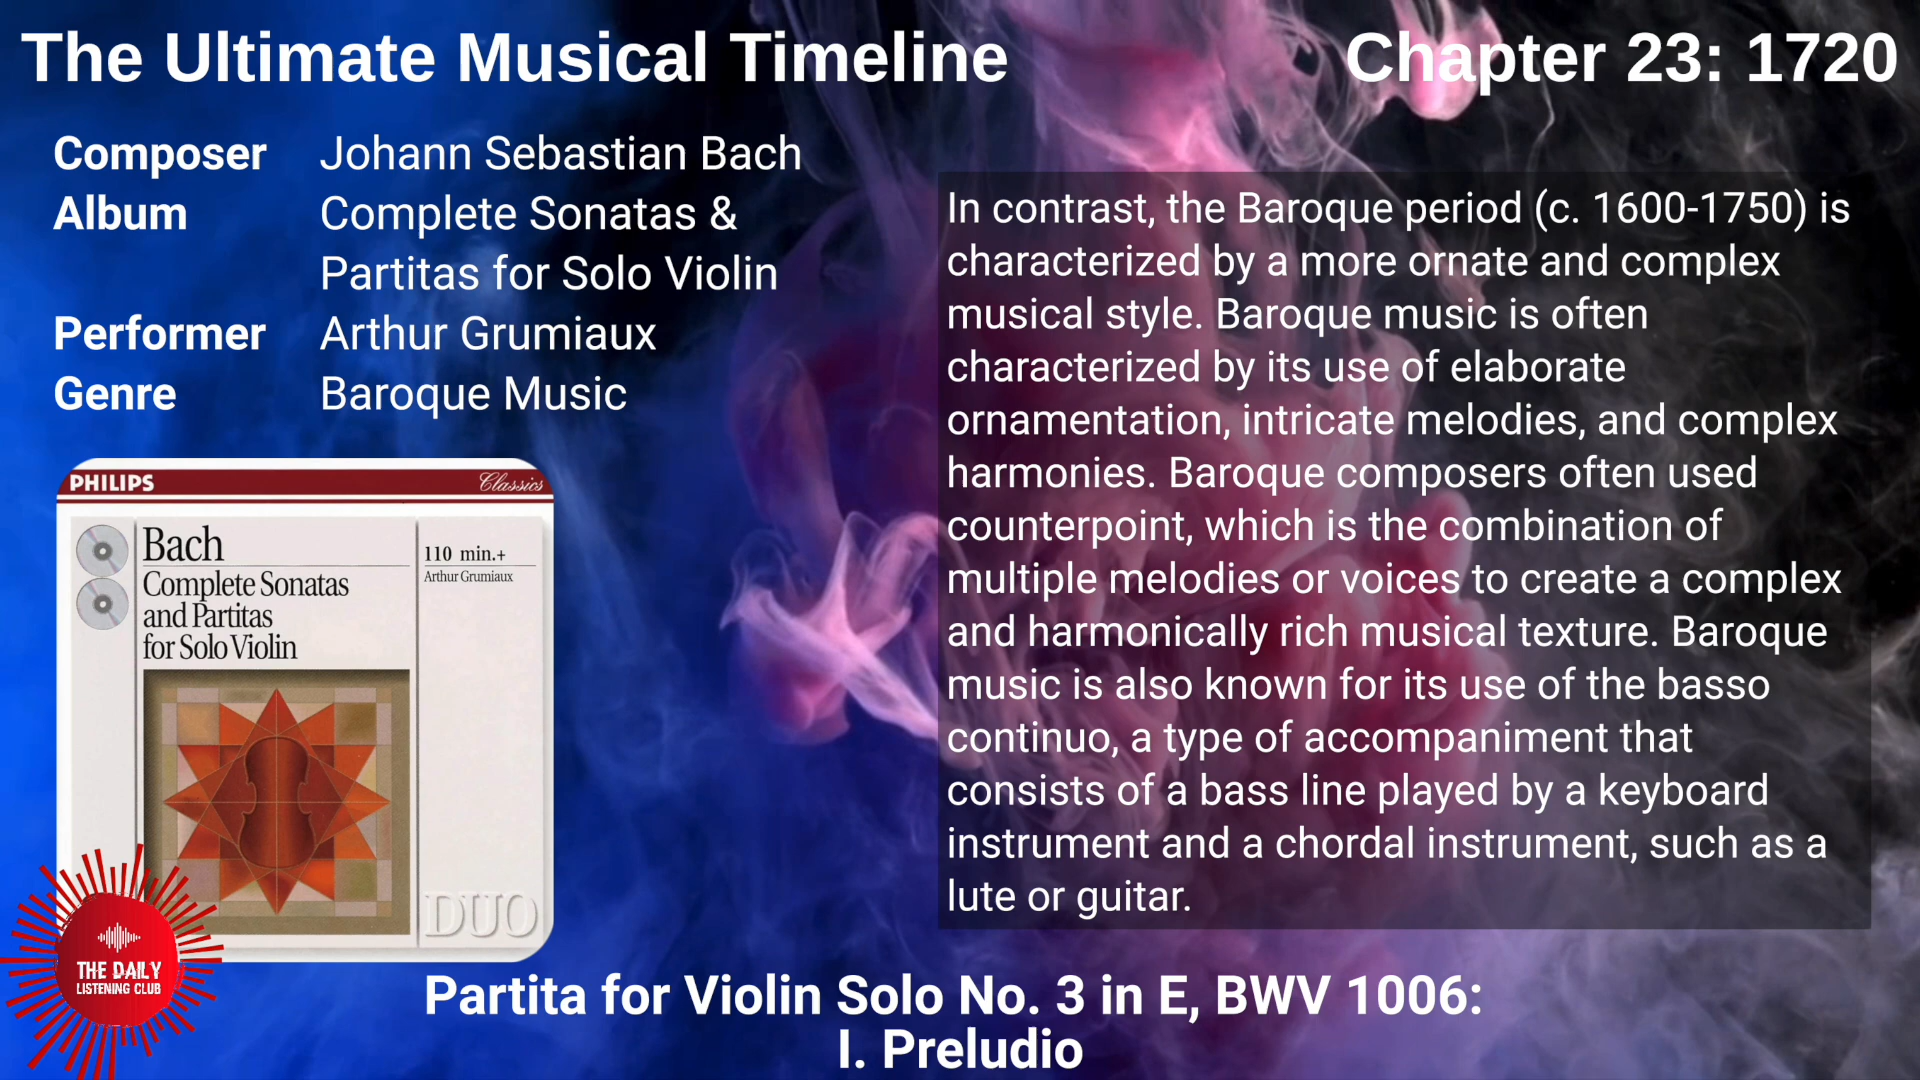 The Ultimate Musical Timeline
Chapter 23: 1720
Composer Johann Sebastian Bach
Album Complete Sonatas &
Partitas for Solo Violin
Performer Arthur Grumiaux
Genre Baroque Music
In contrast, the Baroque period (c. 1600-1750) is
characterized by a more ornate and complex
musical style. Baroque music is often
characterized by its use of elaborate
ornamentation, intricate melodies, and complex
harmonies. Baroque composers often used
counterpoint, which is the combination of
multiple melodies or voices to create a complex
and harmonically rich musical texture. Baroque
music is also known for its use of the basso
continuo, a type of accompaniment that
consists of a bass line played by a keyboard
instrument and a chordal instrument, such as a
lute or guitar.
PHILIPS Classics
Bach
Complete Sonatas
and Partitas
for Solo Violin
110 min.+
Arthur Grumiaux
DUO
THE DAILY
LISTENING CLUB
Partita for Violin Solo No. 3 in E, BWV 1006:
I. Preludio